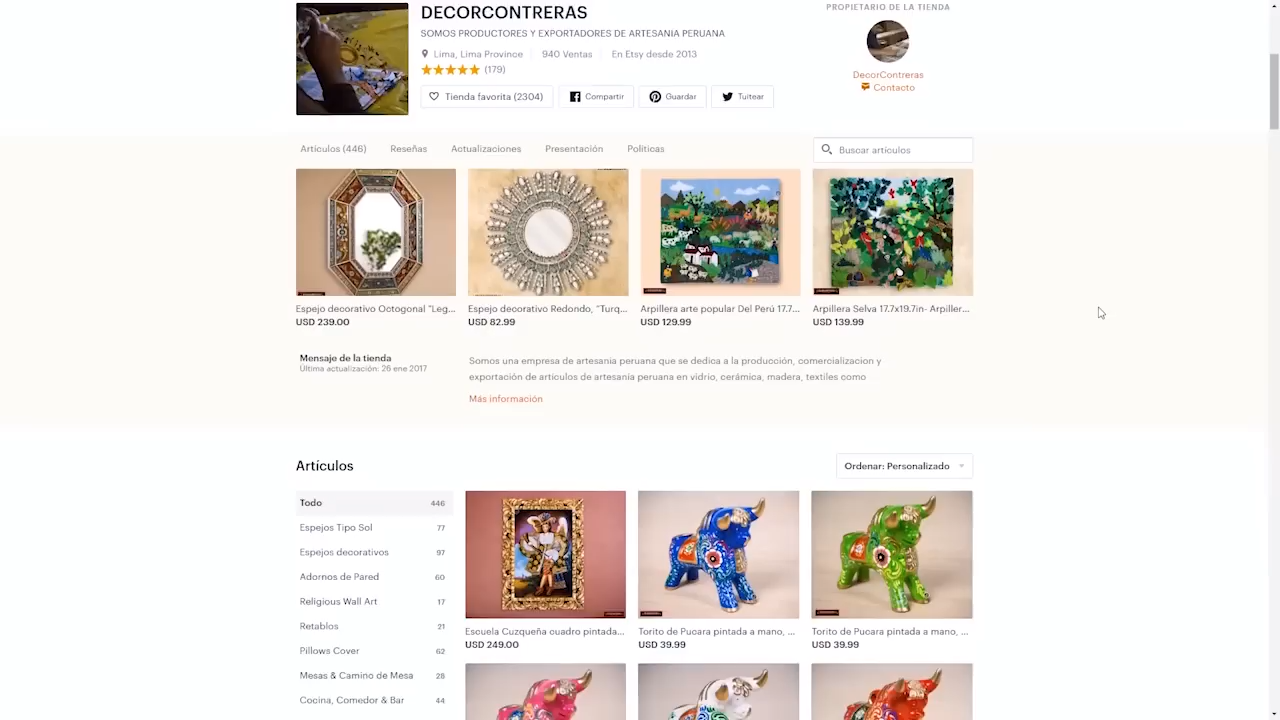 DECORCONTRERAS
SOMOS PRODUCTORES Y EXPORTADORES DE ARTESANIA PERUANA
Lima, Lima Province
940 Ventas
En Etsy desde 2013
(179)
Tienda favorita (2304)
Compartir
Guardar
Tuitear
PROPIETARIO DE LA TIENDA
DecorContreras
Contacto
Artículos (446)
Reseñas
Actualizaciones
Presentación
Políticas
Buscar artículos
Espejo decorativo Octogonal "Leg...
USD 239.00
Espejo decorativo Redondo, "Turq...
USD 82.99
Arpillera arte popular Del Perú 17.7...
USD 129.99
Arpillera Selva 17.7x19.7in- Arpiller...
USD 139.99
Mensaje de la tienda
Última actualización: 26 ene 2017
Somos una empresa de artesanía peruana que se dedica a la producción, comercializacion y
exportación de articulos de artesanía peruana en vidrio, cerámica, madera, textiles como
Más información
Artículos
Ordenar: Personalizado
Todo 446
Espejos Tipo Sol 77
Espejos decorativos 97
Adornos de Pared 60
Religious Wall Art 17
Retablos 21
Pillows Cover 62
Mesas & Camino de Mesa 28
Cocina, Comedor & Bar 44
Escuela Cuzqueña cuadro pintada...
USD 249.00
Torito de Pucara pintada a mano, ...
USD 39.99
Torito de Pucara pintada a mano, ...
USD 39.99